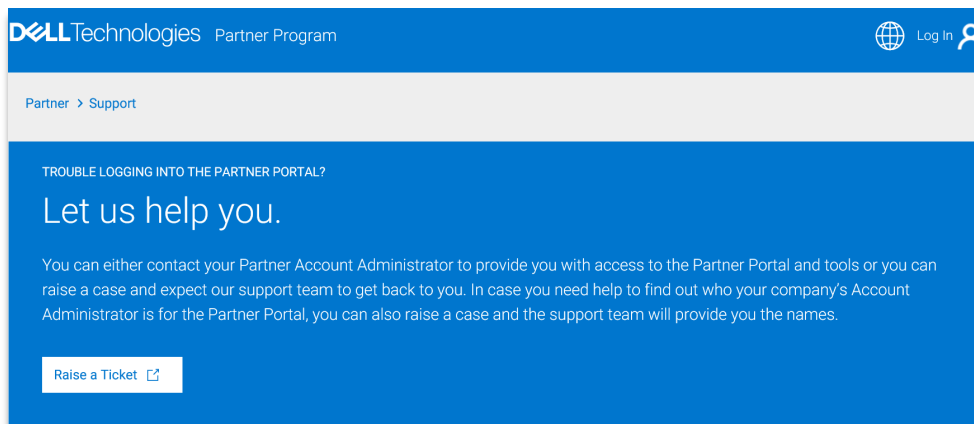 DELLTechnologies Partner Program
Log In
Partner > Support
TROUBLE LOGGING INTO THE PARTNER PORTAL?
Let us help you.
You can either contact your Partner Account Administrator to provide you with access to the Partner Portal and tools or you can
raise a case and expect our support team to get back to you. In case you need help to find out who your company's Account
Administrator is for the Partner Portal, you can also raise a case and the support team will provide you the names.
Raise a Ticket